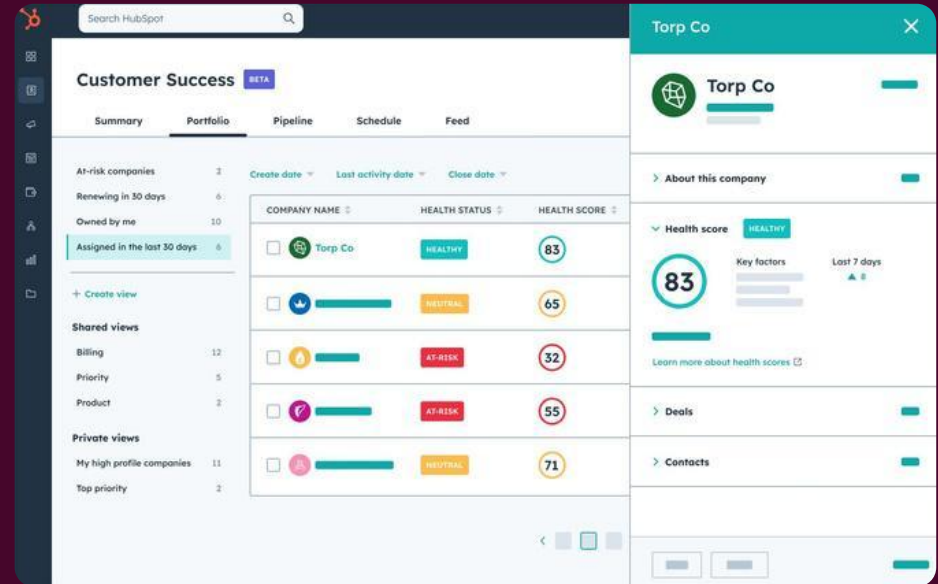 Search HubSpot
Customer Success BETA
Summary Portfolio Pipeline Schedule Feed
At-risk companies 2
Renewing in 30 days 6
Owned by me 10
Assigned in the last 30 days 6
+ Create view
Shared views
Billing 12
Priority 5
Product 2
Private views
My high profile companies 11
Top priority 2
Create date Last activity date Close date
COMPANY NAME HEALTH STATUS HEALTH SCORE
Torp Co HEALTHY 83
NEUTRAL 65
AT-RISK 32
AT-RISK 55
NEUTRAL 71
Torp Co
Torp Co
About this company
Health score HEALTHY
83
Key factors
Last 7 days
Learn more about health scores
Deals
Contacts